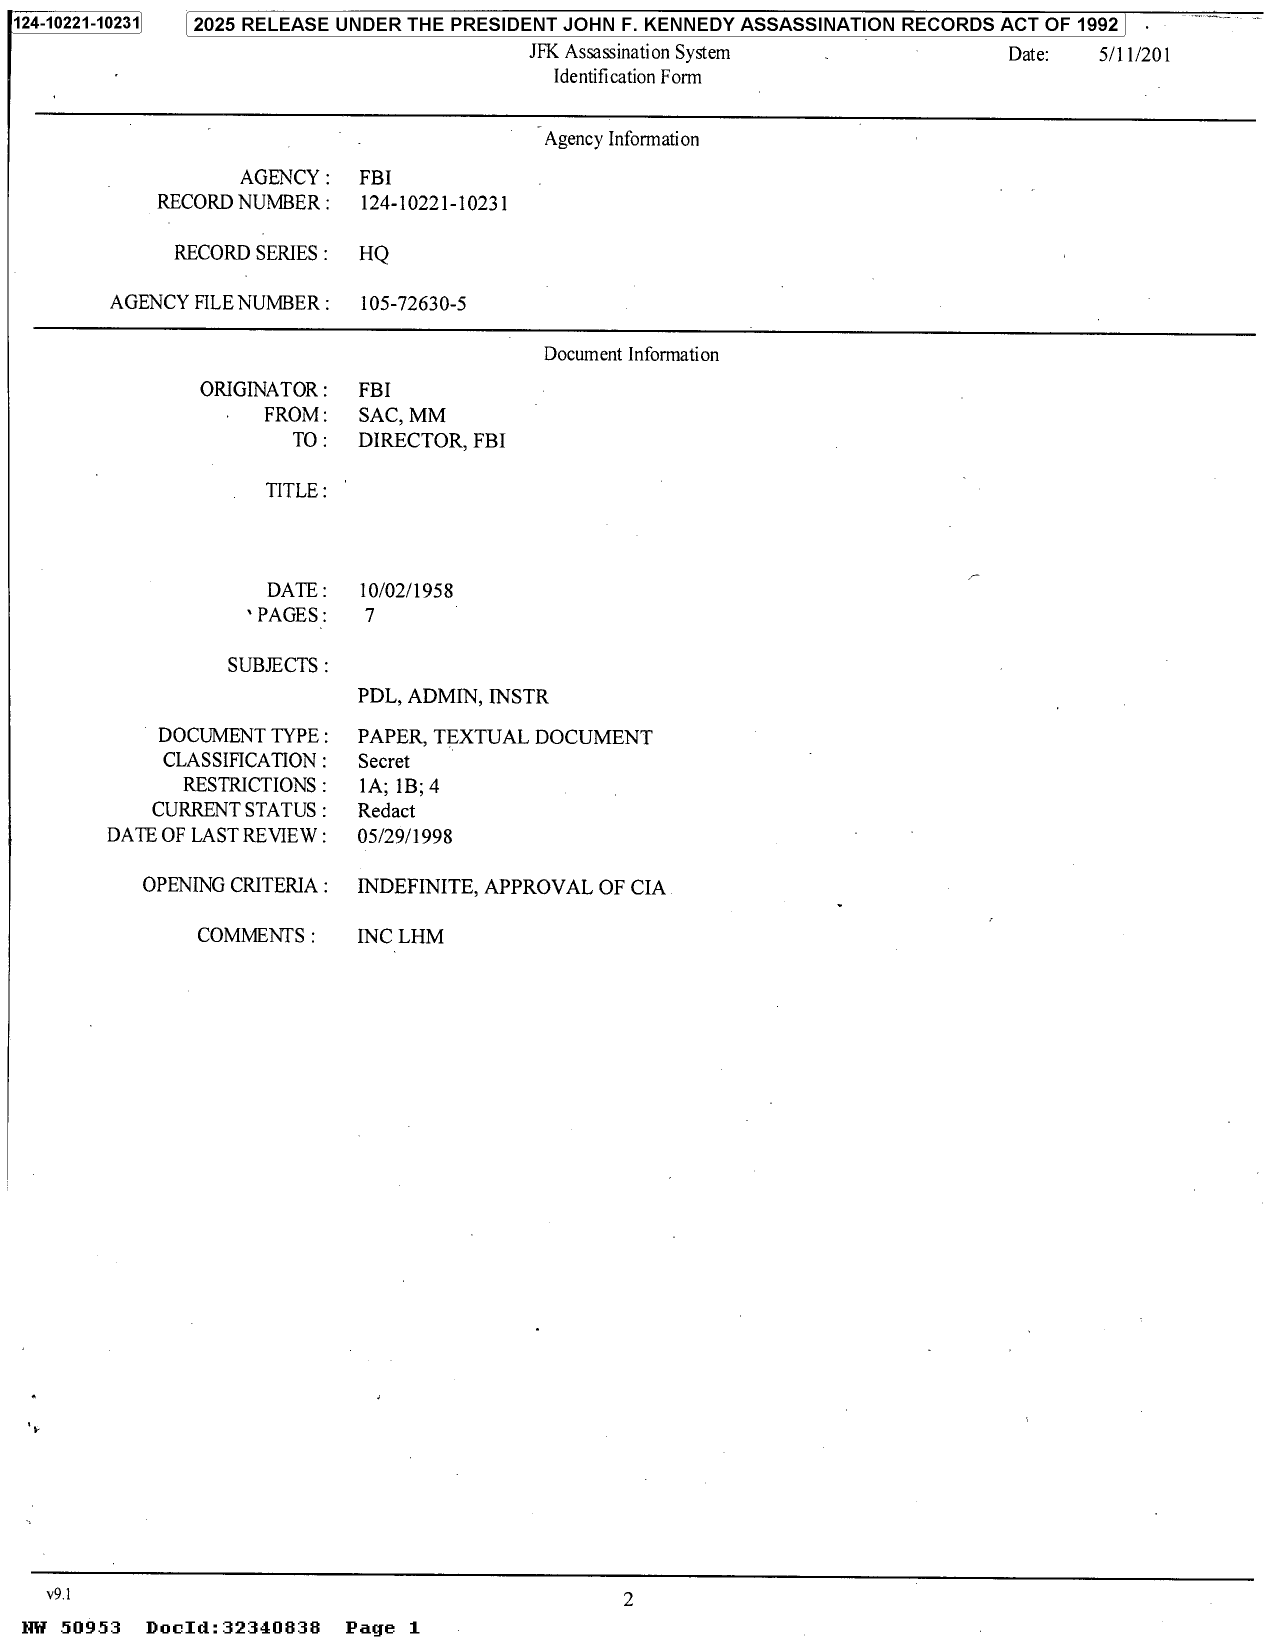 124-10221-10231 2025 RELEASE UNDER THE PRESIDENT JOHN F. KENNEDY ASSASSINATION RECORDS ACT OF 1992
JFK Assassination System Date: 5/11/201
Identification Form
Agency Information
AGENCY : FBI
RECORD NUMBER : 124-10221-10231
RECORD SERIES : HQ
AGENCY FILE NUMBER : 105-72630-5
Document Information
ORIGINATOR : FBI
FROM : SAC, MM
TO : DIRECTOR, FBI
TITLE :
DATE : 10/02/1958
PAGES : 7
SUBJECTS :
PDL, ADMIN, INSTR
DOCUMENT TYPE : PAPER, TEXTUAL DOCUMENT
CLASSIFICATION : Secret
RESTRICTIONS : 1A; 1B; 4
CURRENT STATUS : Redact
DATE OF LAST REVIEW : 05/29/1998
OPENING CRITERIA : INDEFINITE, APPROVAL OF CIA
COMMENTS : INC LHM
v9.1 2
NW 50953 DocId:32340838 Page 1